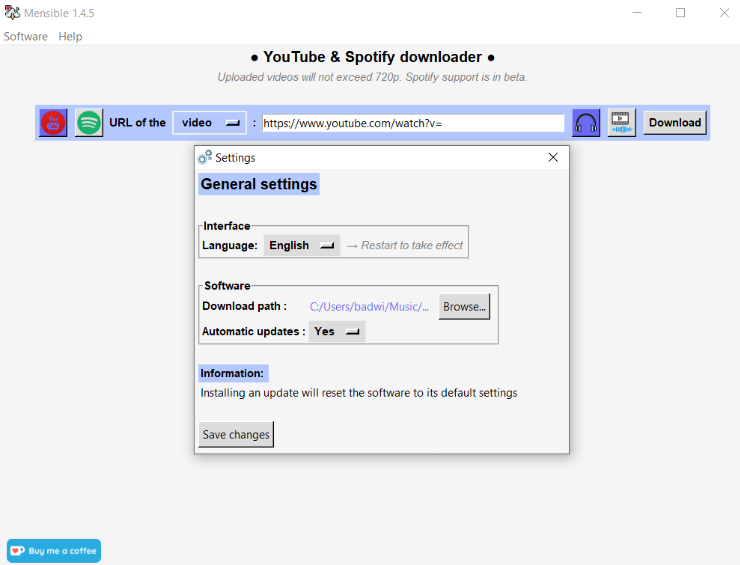 Mensible 1.4.5
Software Help
● YouTube & Spotify downloader ●
Uploaded videos will not exceed 720p. Spotify support is in beta.
URL of the video : https://www.youtube.com/watch?v= Download
Settings
General settings
Interface
Language: English → Restart to take effect
Software
Download path : C:/Users/badwi/Music/... Browse...
Automatic updates : Yes
Information:
Installing an update will reset the software to its default settings
Save changes
Buy me a coffee